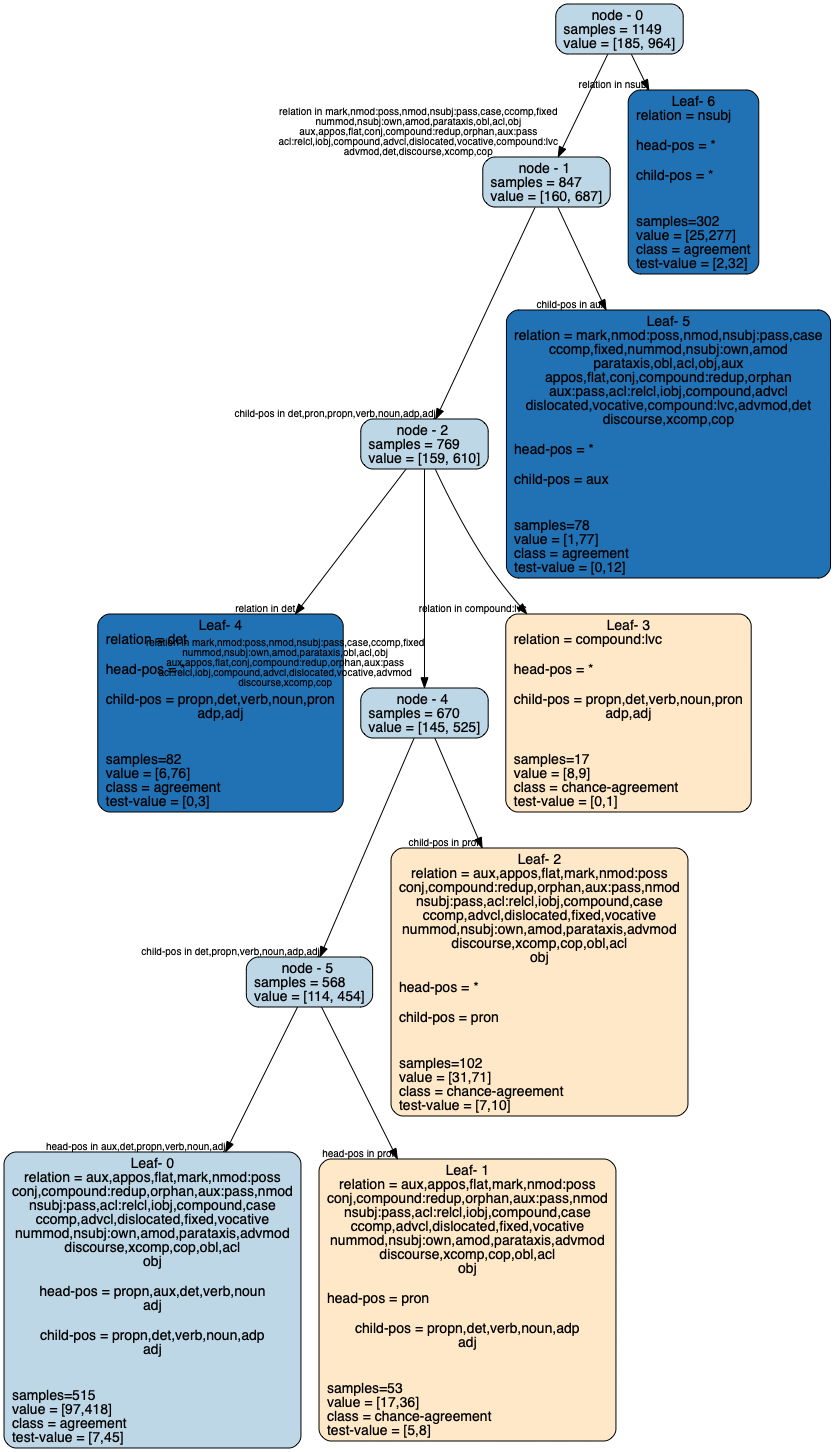 node - 0
samples = 1149
value = [185, 964]
relation in nsubj
Leaf- 6
relation = nsubj
head-pos = *
child-pos = *
samples=302
value = [25,277]
class = agreement
test-value = [2,32]
relation in mark,nmod:poss,nmod,nsubj:pass,case,ccomp,fixed
nummod,nsubj:own,amod,parataxis,obl,acl,obj
aux,appos,flat,conj,compound:redup,orphan,aux:pass
acl:relcl,iobj,compound,advcl,dislocated,vocative,compound:lvc
advmod,det,discourse,xcomp,cop
node - 1
samples = 847
value = [160, 687]
child-pos in aux
Leaf- 5
relation = mark,nmod:poss,nmod,nsubj:pass,case
ccomp,fixed,nummod,nsubj:own,amod
parataxis,obl,acl,obj,aux
appos,flat,conj,compound:redup,orphan
aux:pass,acl:relcl,iobj,compound,advcl
dislocated,vocative,compound:lvc,advmod,det
discourse,xcomp,cop
head-pos = *
child-pos = aux
samples=78
value = [1,77]
class = agreement
test-value = [0,12]
child-pos in det,pron,propn,verb,noun,adp,adj
node - 2
samples = 769
value = [159, 610]
relation in det
Leaf- 4
relation = det
head-pos = *
child-pos = propn,det,verb,noun,pron
adp,adj
samples=82
value = [6,76]
class = agreement
test-value = [0,3]
relation in mark,nmod:poss,nmod,nsubj:pass,case,ccomp,fixed
nummod,nsubj:own,amod,parataxis,obl,acl,obj
aux,appos,flat,conj,compound:redup,orphan,aux:pass
acl:relcl,iobj,compound,advcl,dislocated,vocative,advmod
discourse,xcomp,cop
relation in compound:lvc
Leaf- 3
relation = compound:lvc
head-pos = *
child-pos = propn,det,verb,noun,pron
adp,adj
samples=17
value = [8,9]
class = chance-agreement
test-value = [0,1]
node - 4
samples = 670
value = [145, 525]
child-pos in pron
Leaf- 2
relation = aux,appos,flat,mark,nmod:poss
conj,compound:redup,orphan,aux:pass,nmod
nsubj:pass,acl:relcl,iobj,compound,case
ccomp,advcl,dislocated,fixed,vocative
nummod,nsubj:own,amod,parataxis,advmod
discourse,xcomp,cop,obl,acl
obj
head-pos = *
child-pos = pron
samples=102
value = [31,71]
class = chance-agreement
test-value = [7,10]
child-pos in det,propn,verb,noun,adp,adj
node - 5
samples = 568
value = [114, 454]
head-pos in aux,det,propn,verb,noun,adj
Leaf- 0
relation = aux,appos,flat,mark,nmod:poss
conj,compound:redup,orphan,aux:pass,nmod
nsubj:pass,acl:relcl,iobj,compound,case
ccomp,advcl,dislocated,fixed,vocative
nummod,nsubj:own,amod,parataxis,advmod
discourse,xcomp,cop,obl,acl
obj
head-pos = propn,aux,det,verb,noun
adj
child-pos = propn,det,verb,noun,adp
adj
samples=515
value = [97,418]
class = agreement
test-value = [7,45]
head-pos in pron
Leaf- 1
relation = aux,appos,flat,mark,nmod:poss
conj,compound:redup,orphan,aux:pass,nmod
nsubj:pass,acl:relcl,iobj,compound,case
ccomp,advcl,dislocated,fixed,vocative
nummod,nsubj:own,amod,parataxis,advmod
discourse,xcomp,cop,obl,acl
obj
head-pos = pron
child-pos = propn,det,verb,noun,adp
adj
samples=53
value = [17,36]
class = chance-agreement
test-value = [5,8]